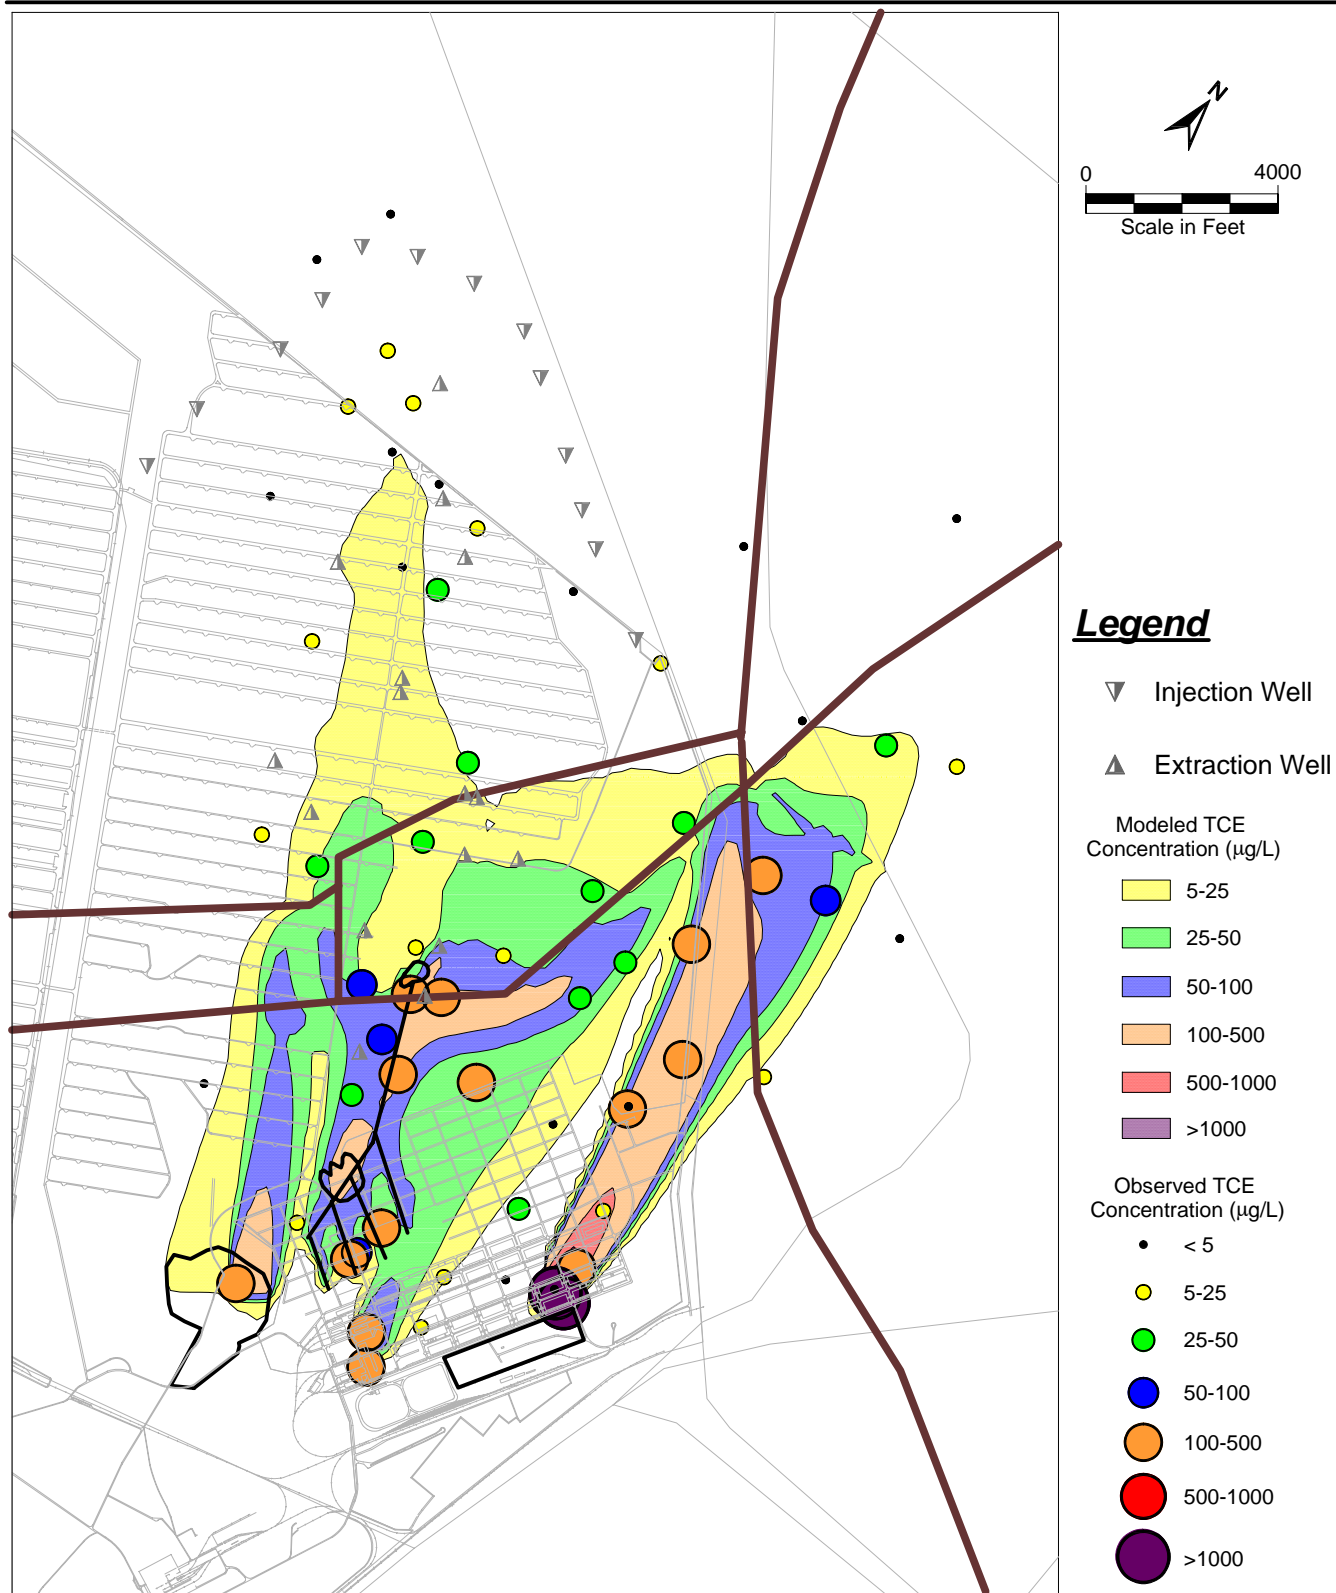 N
0 4000
Scale in Feet
Legend
Injection Well
Extraction Well
Modeled TCE
Concentration (µg/L)
5-25
25-50
50-100
100-500
500-1000
>1000
Observed TCE
Concentration (µg/L)
< 5
5-25
25-50
50-100
100-500
500-1000
>1000